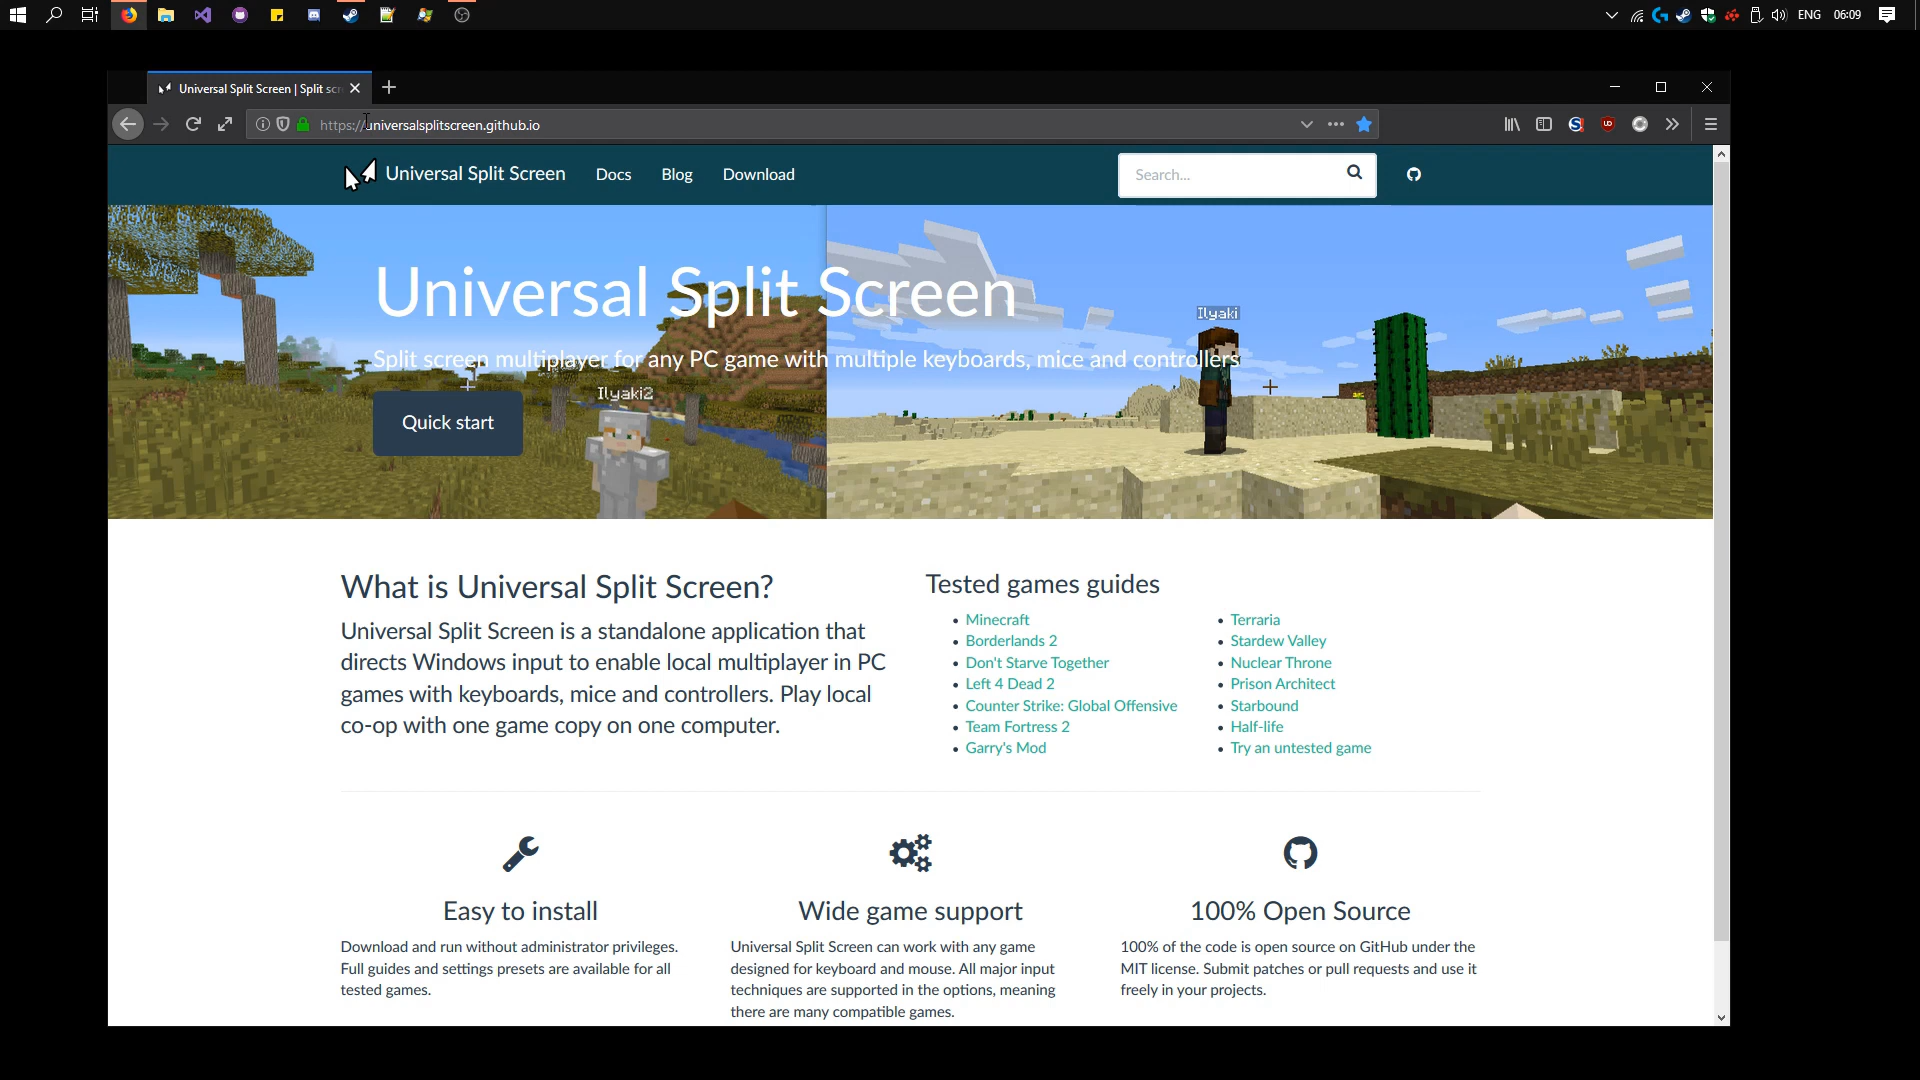 ENG 06:09
Universal Split Screen | Split scr
https://universalsplitscreen.github.io
Universal Split Screen Docs Blog Download Search...
Universal Split Screen
Ilyaki
Split screen multiplayer for any PC game with multiple keyboards, mice and controllers
Ilyaki2
Quick start
What is Universal Split Screen?
Universal Split Screen is a standalone application that
directs Windows input to enable local multiplayer in PC
games with keyboards, mice and controllers. Play local
co-op with one game copy on one computer.
Tested games guides
Minecraft
Borderlands 2
Don't Starve Together
Left 4 Dead 2
Counter Strike: Global Offensive
Team Fortress 2
Garry's Mod
Terraria
Stardew Valley
Nuclear Throne
Prison Architect
Starbound
Half-life
Try an untested game
Easy to install
Download and run without administrator privileges.
Full guides and settings presets are available for all
tested games.
Wide game support
Universal Split Screen can work with any game
designed for keyboard and mouse. All major input
techniques are supported in the options, meaning
there are many compatible games.
100% Open Source
100% of the code is open source on GitHub under the
MIT license. Submit patches or pull requests and use it
freely in your projects.